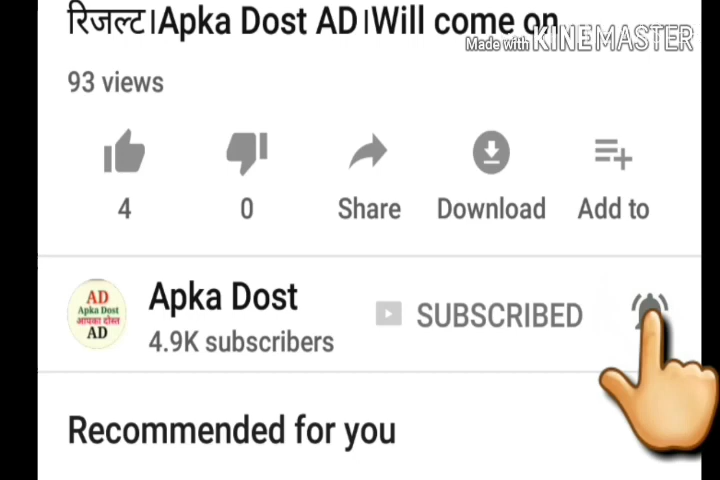 रिजल्ट।Apka Dost AD।Will come on
Made with KINEMASTER
93 views
4
0
Share
Download
Add to
AD
Apka Dost
आपका दोस्त
AD
Apka Dost
4.9K subscribers
SUBSCRIBED
Recommended for you